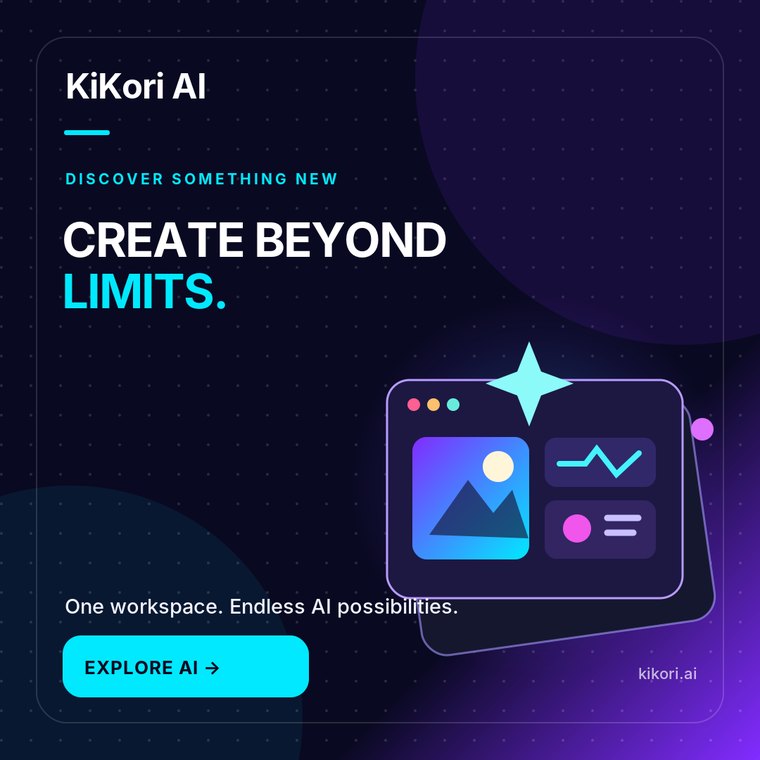 KiKori AI
DISCOVER SOMETHING NEW
CREATE BEYOND
LIMITS.
One workspace. Endless AI possibilities.
EXPLORE AI →
kikori.ai